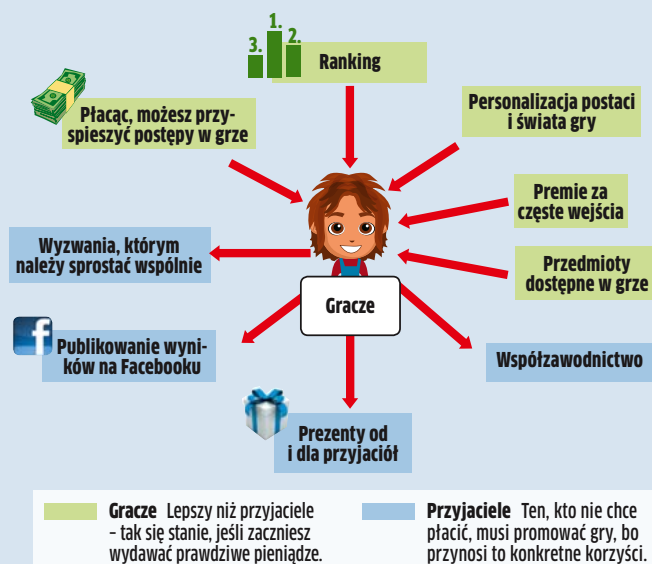 1.
3.
2.
Ranking
Płacąc, możesz przy-
spieszyć postępy w grze
Personalizacja postaci
i świata gry
Premie za
częste wejścia
Wyzwania, którym
należy sprostać wspólnie
Przedmioty
dostępne w grze
Gracze
f
Publikowanie wyni-
ków na Facebooku
Współzawodnictwo
Prezenty od
i dla przyjaciół
Gracze Lepszy niż przyjaciele
– tak się stanie, jeśli zaczniesz
wydawać prawdziwe pieniądze.
Przyjaciele Ten, kto nie chce
płacić, musi promować gry, bo
przynosi to konkretne korzyści.